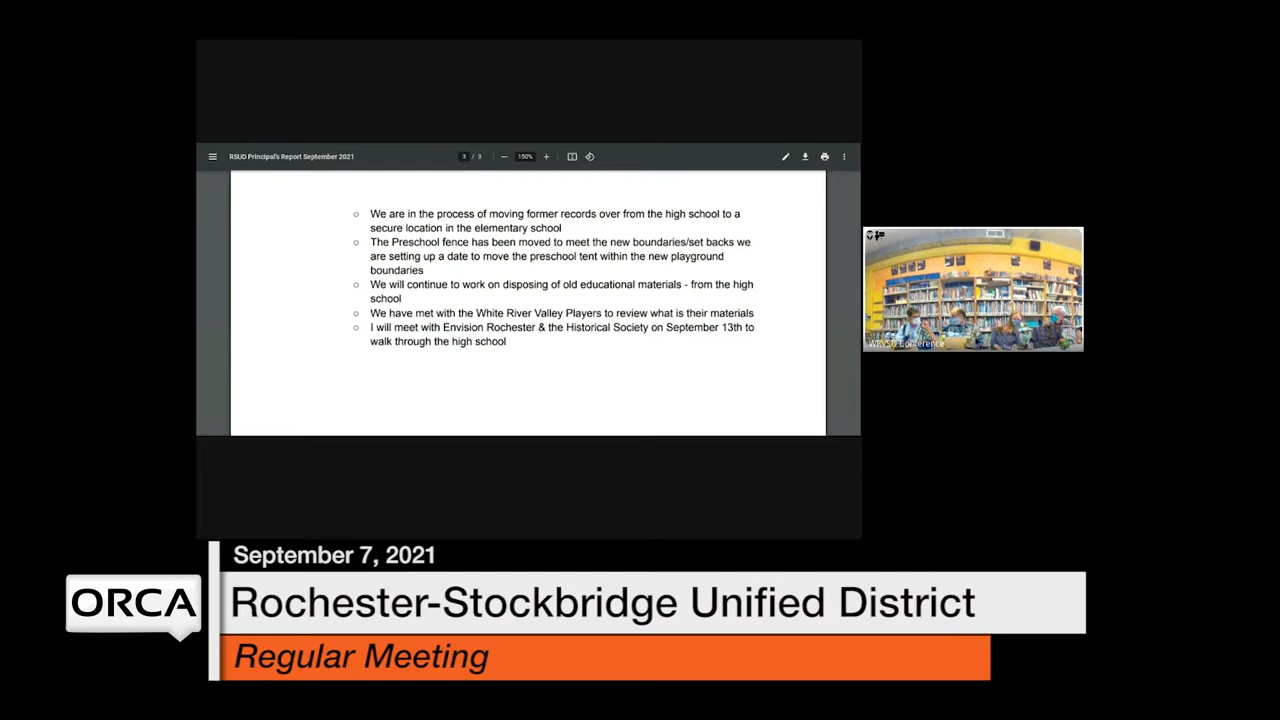 RSUD Principal's Report September 2021
3 / 3
150%
We are in the process of moving former records over from the high school to a
secure location in the elementary school
The Preschool fence has been moved to meet the new boundaries/set backs we
are setting up a date to move the preschool tent within the new playground
boundaries
We will continue to work on disposing of old educational materials - from the high
school
We have met with the White River Valley Players to review what is their materials
I will meet with Envision Rochester & the Historical Society on September 13th to
walk through the high school
WRVSU Conference
September 7, 2021
ORCA
Rochester-Stockbridge Unified District
Regular Meeting